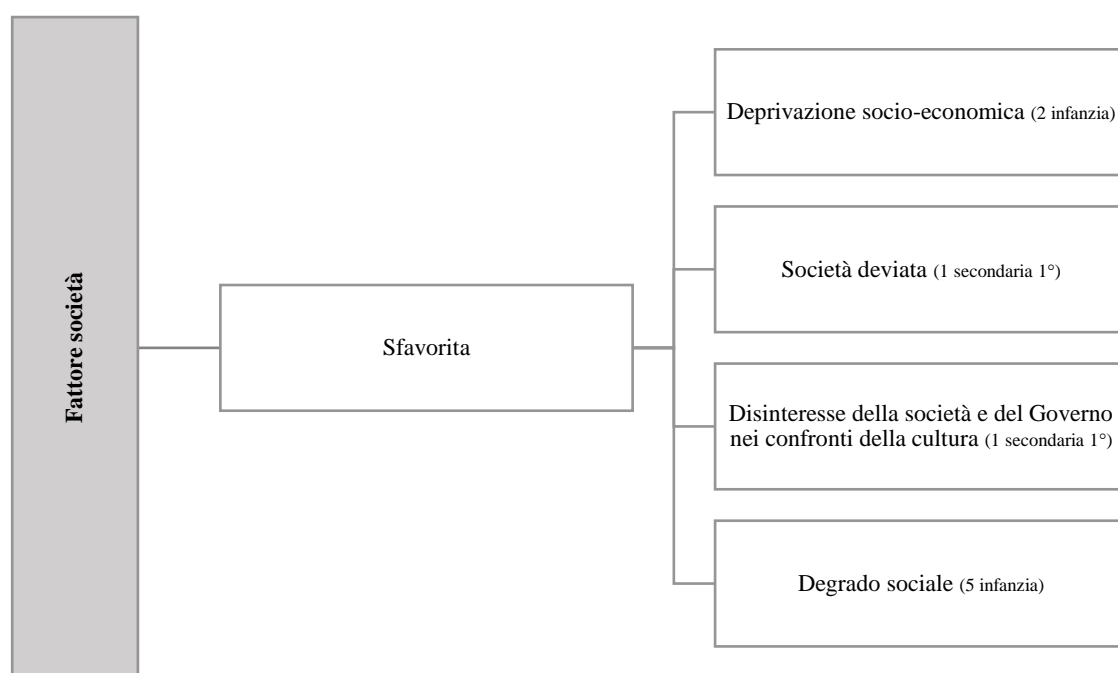 Fattore società
Sfavorita
Deprivazione socio-economica (2 infanzia)
Società deviata (1 secondaria 1°)
Disinteresse della società e del Governo
nei confronti della cultura (1 secondaria 1°)
Degrado sociale (5 infanzia)